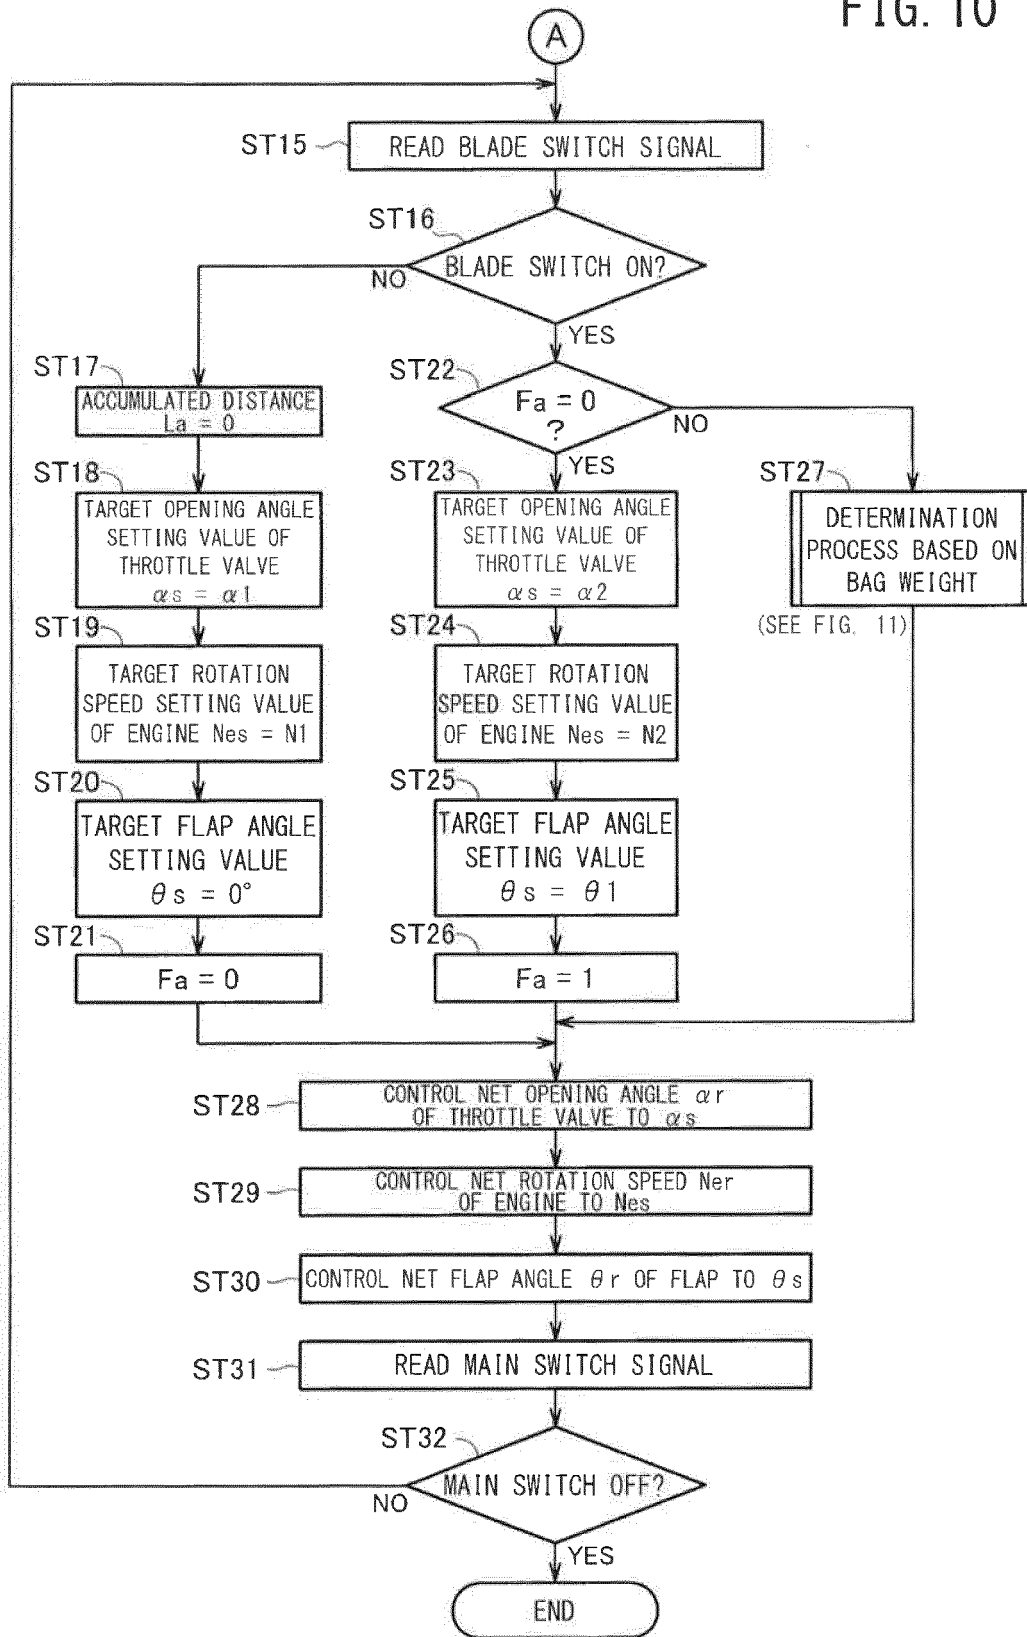 FIG. 10
A
ST15
READ BLADE SWITCH SIGNAL
ST16
BLADE SWITCH ON?
NO
YES
ST17
ACCUMULATED DISTANCE
La = 0
ST18
TARGET OPENING ANGLE
SETTING VALUE OF
THROTTLE VALVE
αs = α1
ST19
TARGET ROTATION
SPEED SETTING VALUE
OF ENGINE Nes = N1
ST20
TARGET FLAP ANGLE
SETTING VALUE
θs = 0°
ST21
Fa = 0
ST22
Fa = 0
?
NO
YES
ST23
TARGET OPENING ANGLE
SETTING VALUE OF
THROTTLE VALVE
αs = α2
ST24
TARGET ROTATION
SPEED SETTING VALUE
OF ENGINE Nes = N2
ST25
TARGET FLAP ANGLE
SETTING VALUE
θs = θ1
ST26
Fa = 1
ST27
DETERMINATION
PROCESS BASED ON
BAG WEIGHT
(SEE FIG. 11)
ST28
CONTROL NET OPENING ANGLE αr
OF THROTTLE VALVE TO αs
ST29
CONTROL NET ROTATION SPEED Ner
OF ENGINE TO Nes
ST30
CONTROL NET FLAP ANGLE θr OF FLAP TO θs
ST31
READ MAIN SWITCH SIGNAL
ST32
MAIN SWITCH OFF?
NO
YES
END